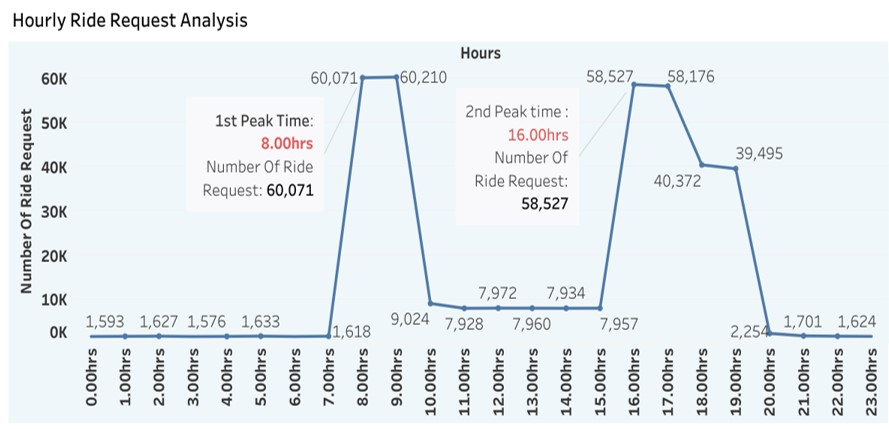 Hourly Ride Request Analysis
Hours
Number Of Ride Request
60K
50K
40K
30K
20K
10K
0K
1st Peak Time:
8.00hrs
Number Of Ride
Request: 60,071
2nd Peak time :
16.00hrs
Number Of
Ride Request:
58,527
1,593
1,627
1,576
1,633
1,618
60,071
60,210
9,024
7,928
7,972
7,960
7,934
7,957
58,527
58,176
40,372
39,495
2,254
1,701
1,624
0.00hrs
1.00hrs
2.00hrs
3.00hrs
4.00hrs
5.00hrs
6.00hrs
7.00hrs
8.00hrs
9.00hrs
10.00hrs
11.00hrs
12.00hrs
13.00hrs
14.00hrs
15.00hrs
16.00hrs
17.00hrs
18.00hrs
19.00hrs
20.00hrs
21.00hrs
22.00hrs
23.00hrs